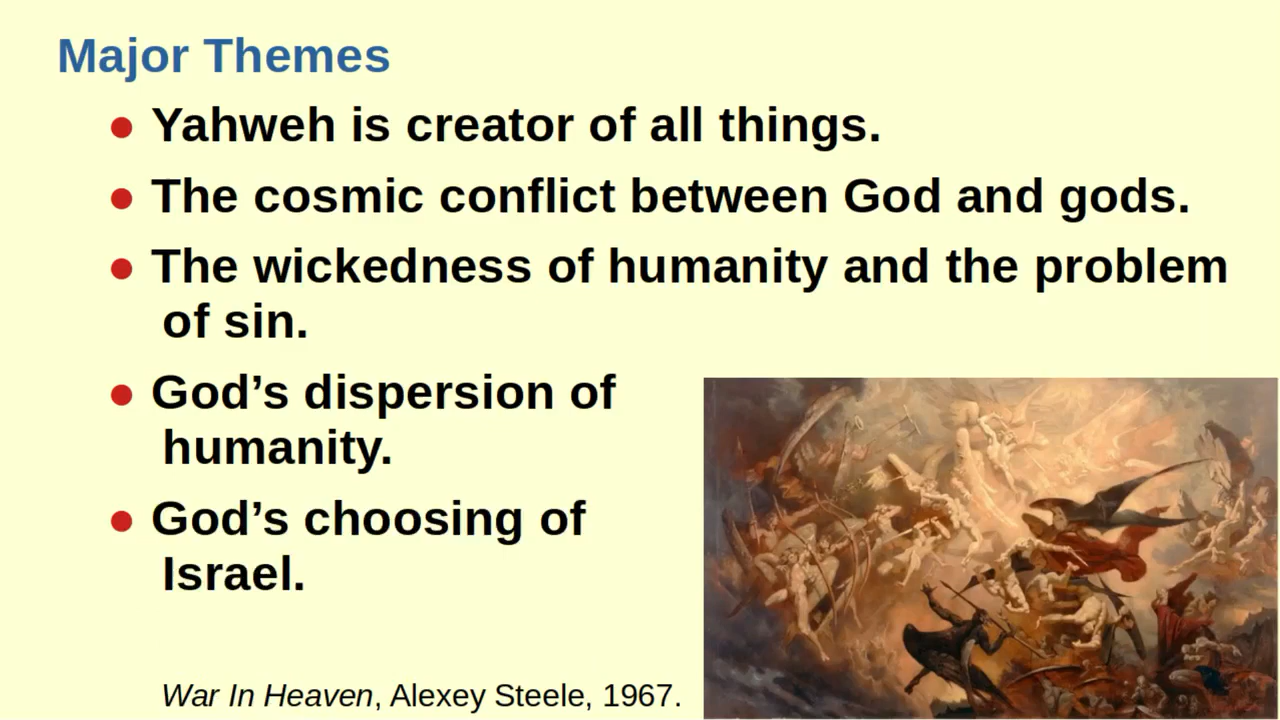 Major Themes
● Yahweh is creator of all things.
● The cosmic conflict between God and gods.
● The wickedness of humanity and the problem
of sin.
● God’s dispersion of
humanity.
● God’s choosing of
Israel.
War In Heaven, Alexey Steele, 1967.